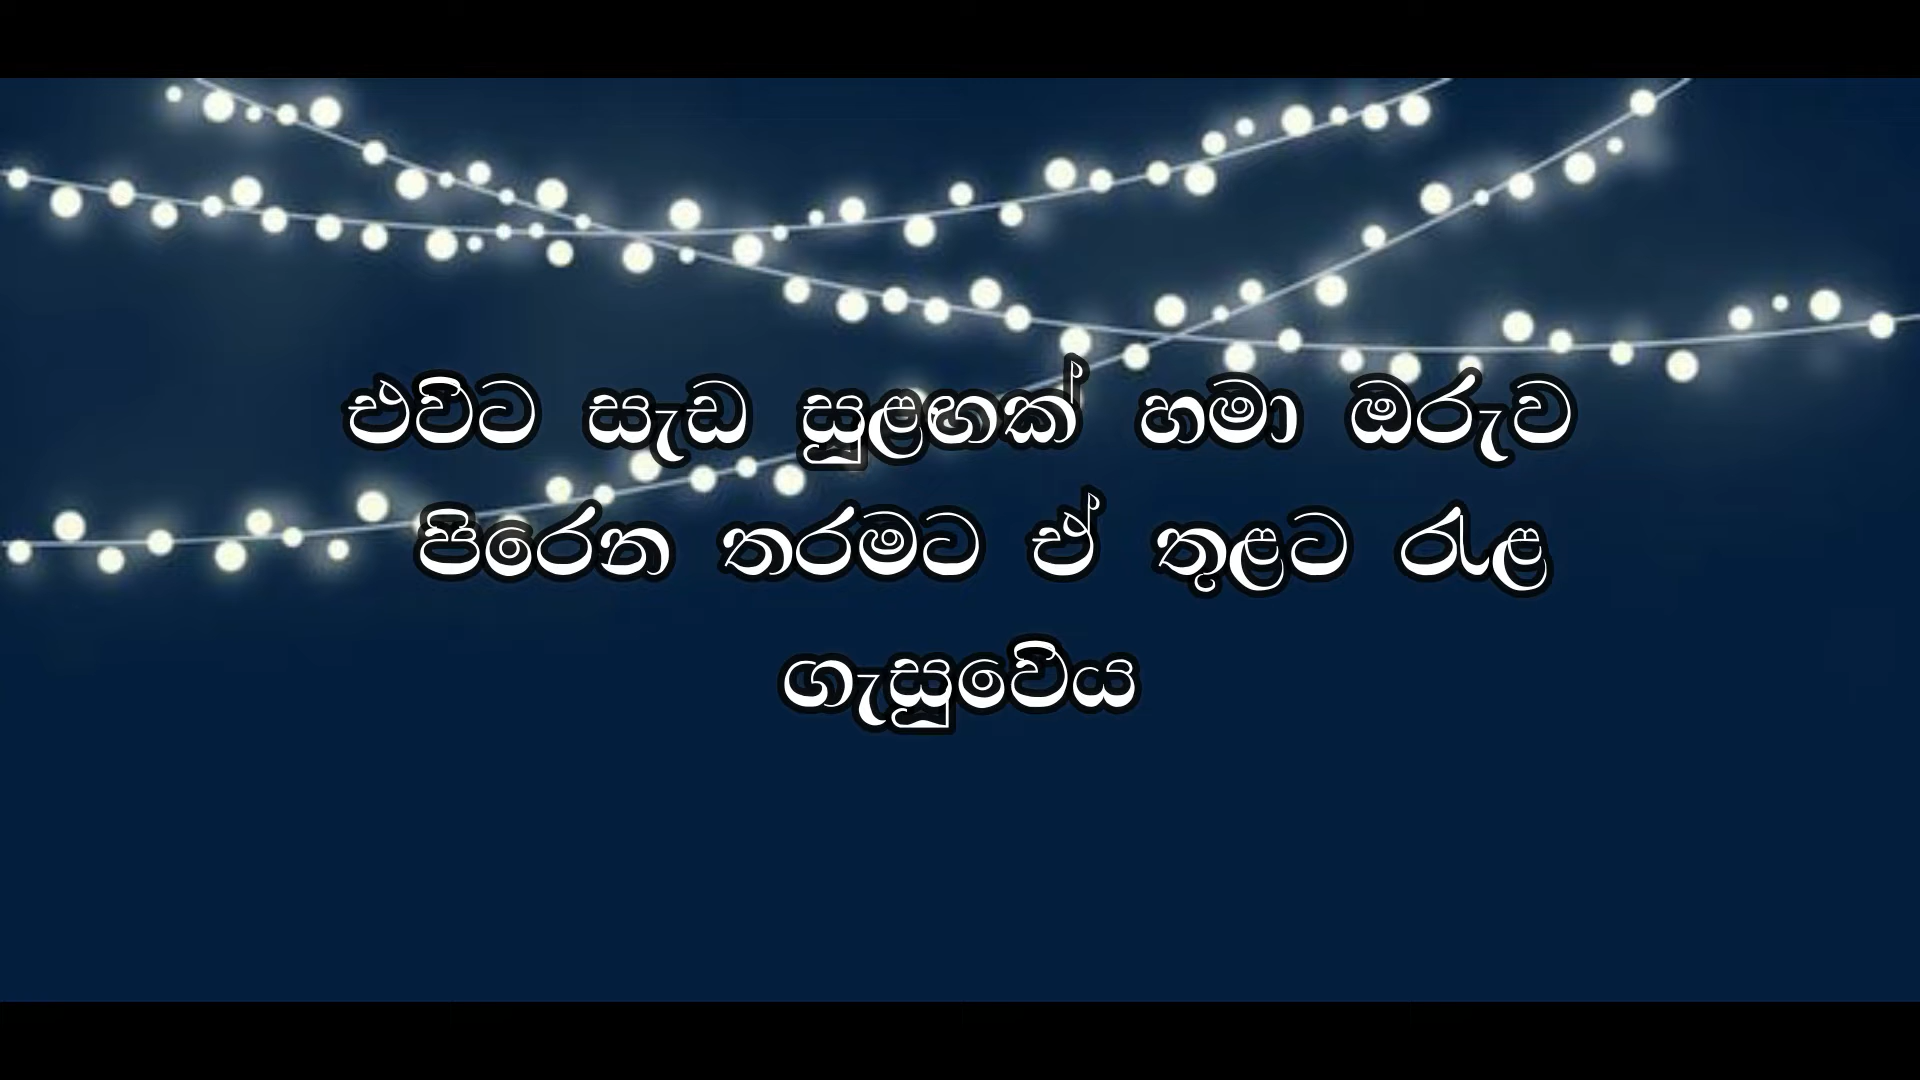 එවිට සැඩ සුළඟක් හමා ඔරුව
පිරෙන තරමට ඒ තුළට රැළ
ගැසුවේය